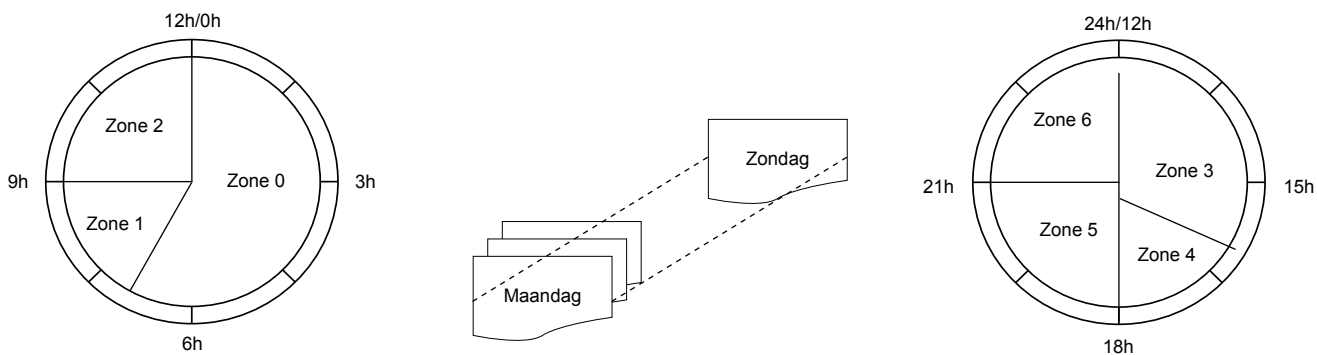 12h/0h
Zone 2
Zone 0
9h
3h
Zone 1
6h
Zondag
Maandag
24h/12h
Zone 6
Zone 3
21h
15h
Zone 5
Zone 4
18h